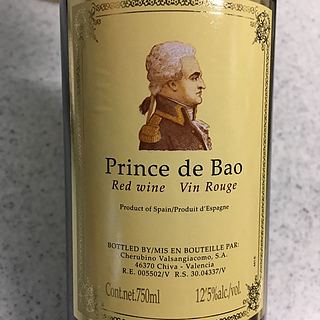 Prince de Bao
Red wine Vin Rouge
Product of Spain/Produit d'Espagne
BOTTLED BY/MIS EN BOUTEILLE PAR:
Cherubino Valsangiacomo, S.A.
46370 Chiva - Valencia
R.E. 005502/V R.S. 30.04337/V
Cont.net:750ml 12'5%alc./vol.